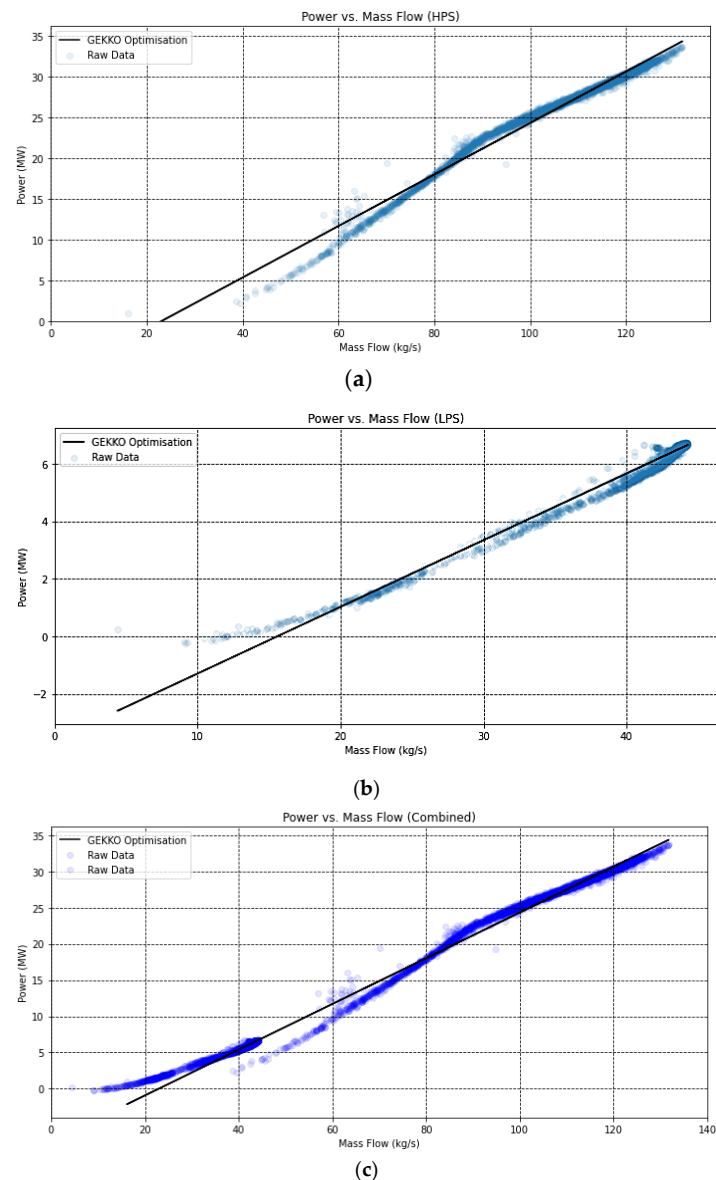 Power vs. Mass Flow (HPS)
GEKKO Optimisation
Raw Data
35
30
25
20
15
10
5
0
Power (MW)
0 20 40 60 80 100 120
Mass Flow (kg/s)
(a)
Power vs. Mass Flow (LPS)
GEKKO Optimisation
Raw Data
6
4
2
0
−2
Power (MW)
0 10 20 30 40
Mass Flow (kg/s)
(b)
Power vs. Mass Flow (Combined)
GEKKO Optimisation
Raw Data
Raw Data
35
30
25
20
15
10
5
0
Power (MW)
0 20 40 60 80 100 120 140
Mass Flow (kg/s)
(c)